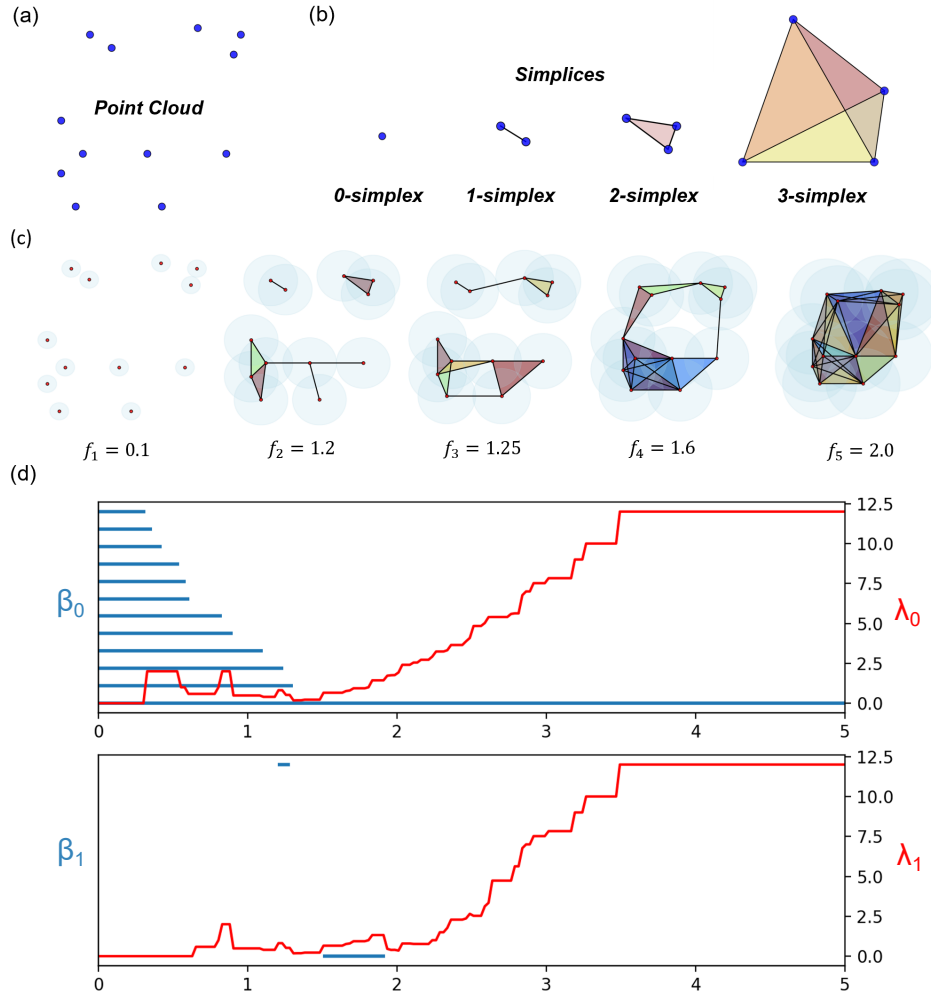 (a)
(b)
Point Cloud
Simplices
0-simplex
1-simplex
2-simplex
3-simplex
(c)
f₁ = 0.1
f₂ = 1.2
f₃ = 1.25
f₄ = 1.6
f₅ = 2.0
(d)
12.5
10.0
7.5
5.0
2.5
0.0
β₀
λ₀
0 1 2 3 4 5
12.5
10.0
7.5
5.0
2.5
0.0
β₁
λ₁
0 1 2 3 4 5